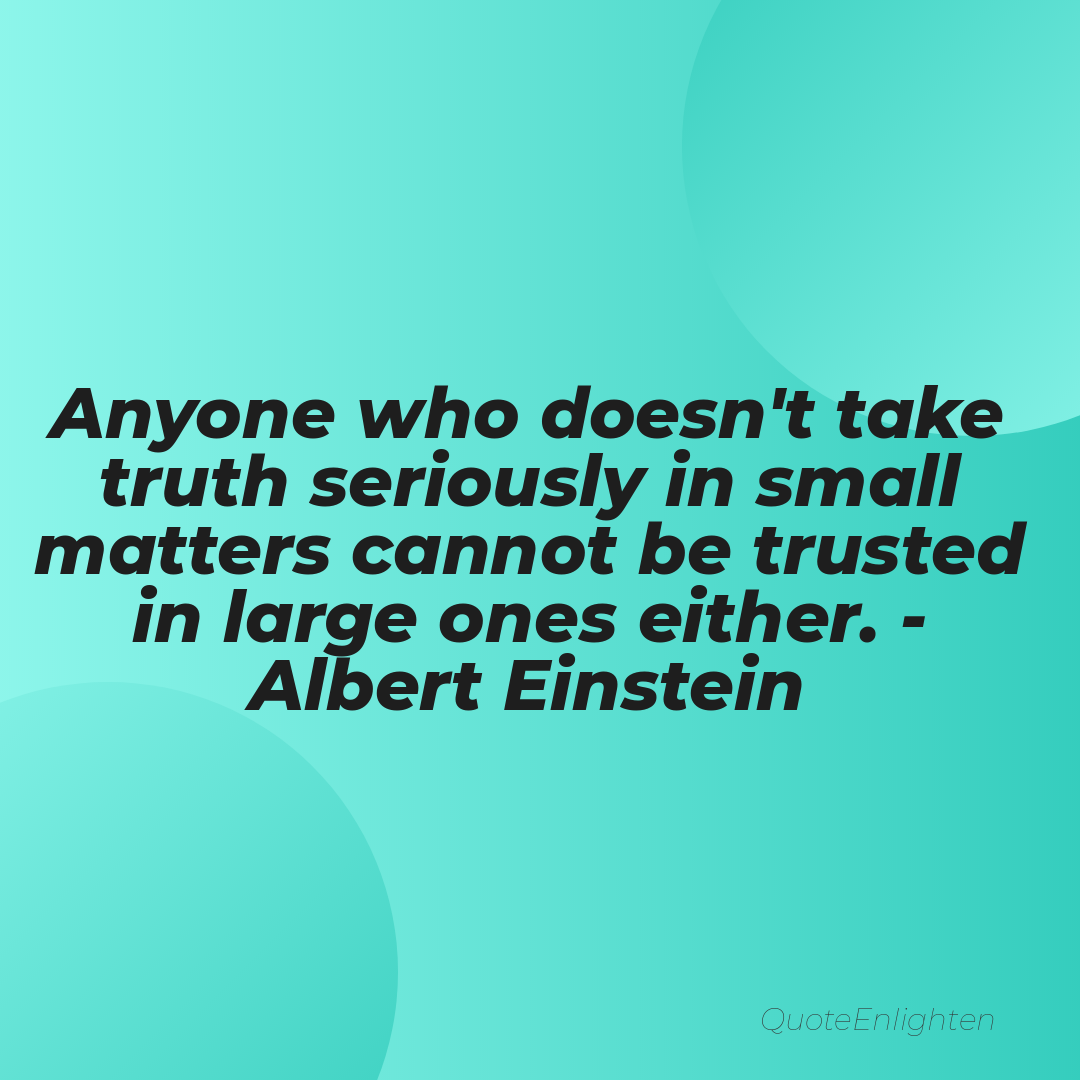 Anyone who doesn't take
truth seriously in small
matters cannot be trusted
in large ones either. -
Albert Einstein
QuoteEnlighten